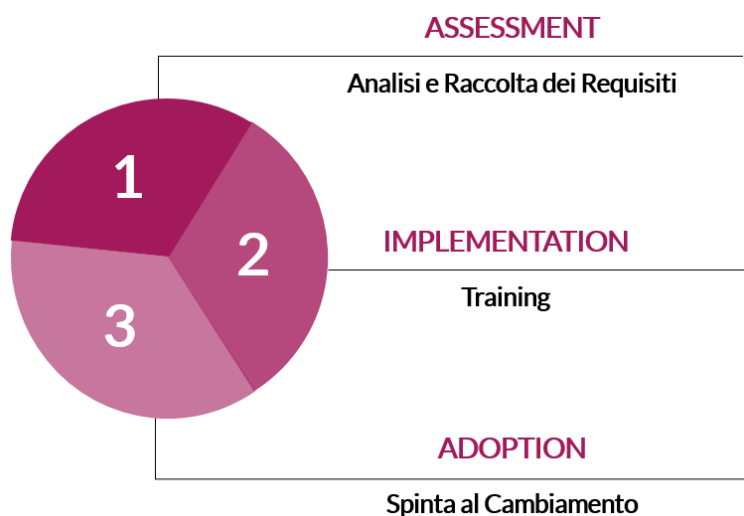 ASSESSMENT
Analisi e Raccolta dei Requisiti
1
2
IMPLEMENTATION
Training
3
ADOPTION
Spinta al Cambiamento